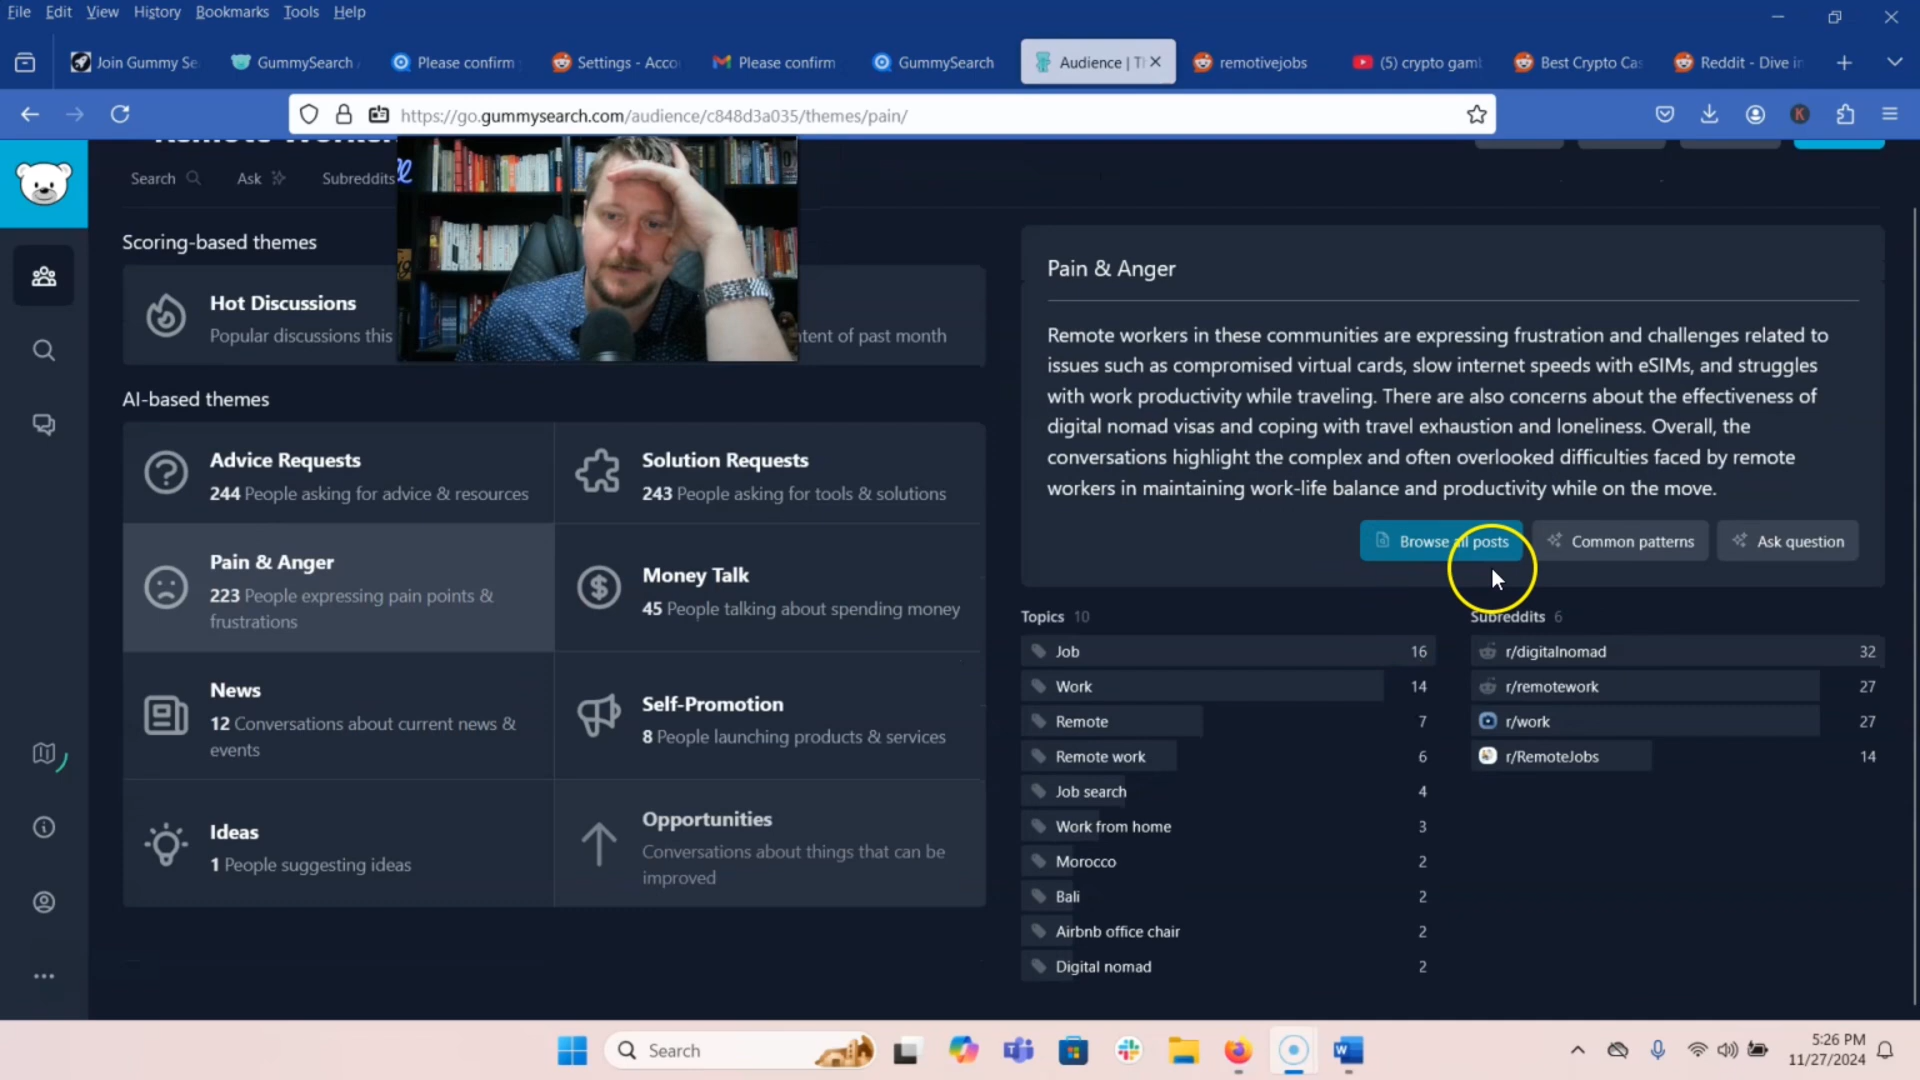 File Edit View History Bookmarks Tools Help
Join Gummy Se
GummySearch
Please confirm
Settings - Acco
Please confirm
GummySearch
Audience | T
remotivejobs
(5) crypto gam
Best Crypto Cas
Reddit - Dive in
https://go.gummysearch.com/audience/c848d3a035/themes/pain/
K
Search
Ask
Subreddits
Scoring-based themes
Hot Discussions
Popular discussions this
ntent of past month
AI-based themes
Advice Requests
244 People asking for advice & resources
Solution Requests
243 People asking for tools & solutions
Pain & Anger
223 People expressing pain points &
frustrations
Money Talk
45 People talking about spending money
News
12 Conversations about current news &
events
Self-Promotion
8 People launching products & services
Ideas
1 People suggesting ideas
Opportunities
Conversations about things that can be
improved
Pain & Anger
Remote workers in these communities are expressing frustration and challenges related to
issues such as compromised virtual cards, slow internet speeds with eSIMs, and struggles
with work productivity while traveling. There are also concerns about the effectiveness of
digital nomad visas and coping with travel exhaustion and loneliness. Overall, the
conversations highlight the complex and often overlooked difficulties faced by remote
workers in maintaining work-life balance and productivity while on the move.
Browse all posts
Common patterns
Ask question
Topics 10
Job 16
Work 14
Remote 7
Remote work 6
Job search 4
Work from home 3
Morocco 2
Bali 2
Airbnb office chair 2
Digital nomad 2
Subreddits 6
r/digitalnomad 32
r/remotework 27
r/work 27
r/RemoteJobs 14
Search
5:26 PM
11/27/2024